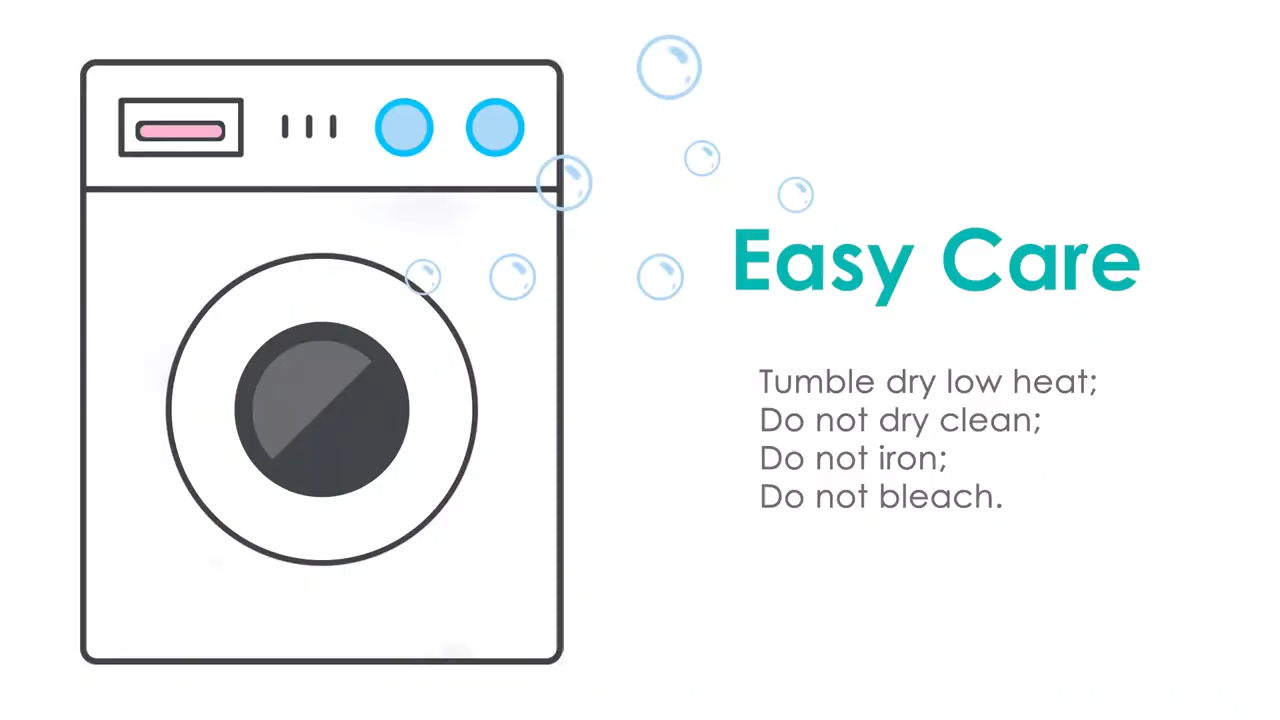 Easy Care
Tumble dry low heat;
Do not dry clean;
Do not iron;
Do not bleach.